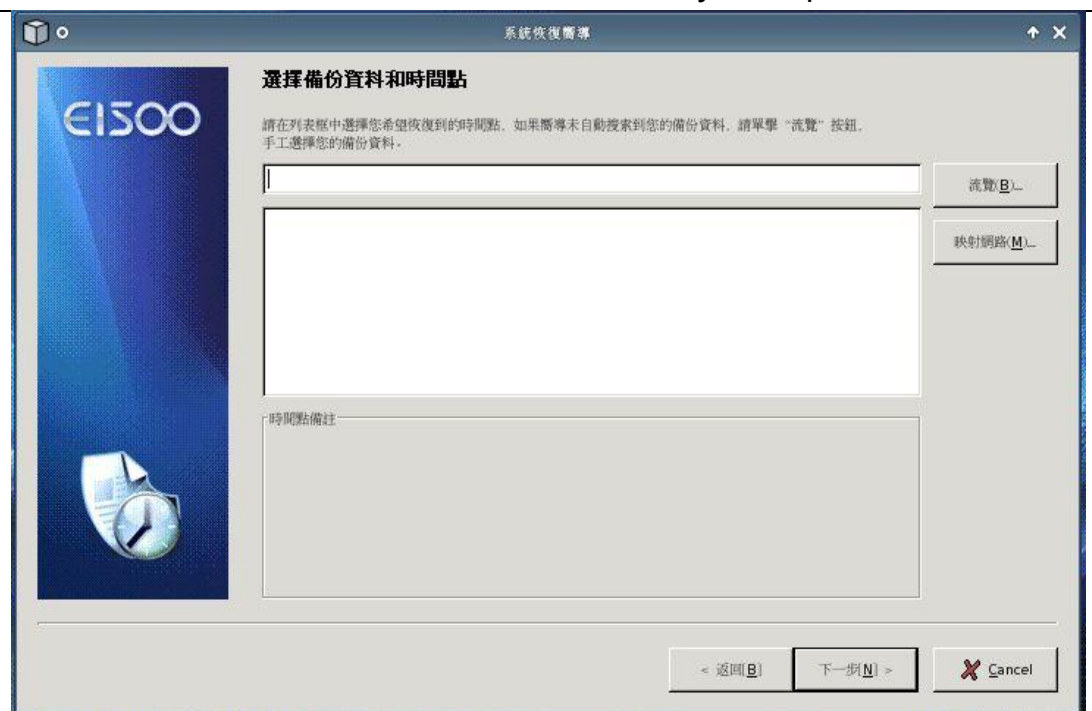 系統恢復嚮導
EISOO
選擇備份資料和時間點
請在列表框中選擇您希望恢復到的時間點. 如果嚮導未自動搜索到您的備份資料, 請單擊 “流覽” 按鈕,
手工選擇您的備份資料.
流覽(B)...
映射網路(M)...
時間點備註
< 返回[B]
下一步[N] >
Cancel